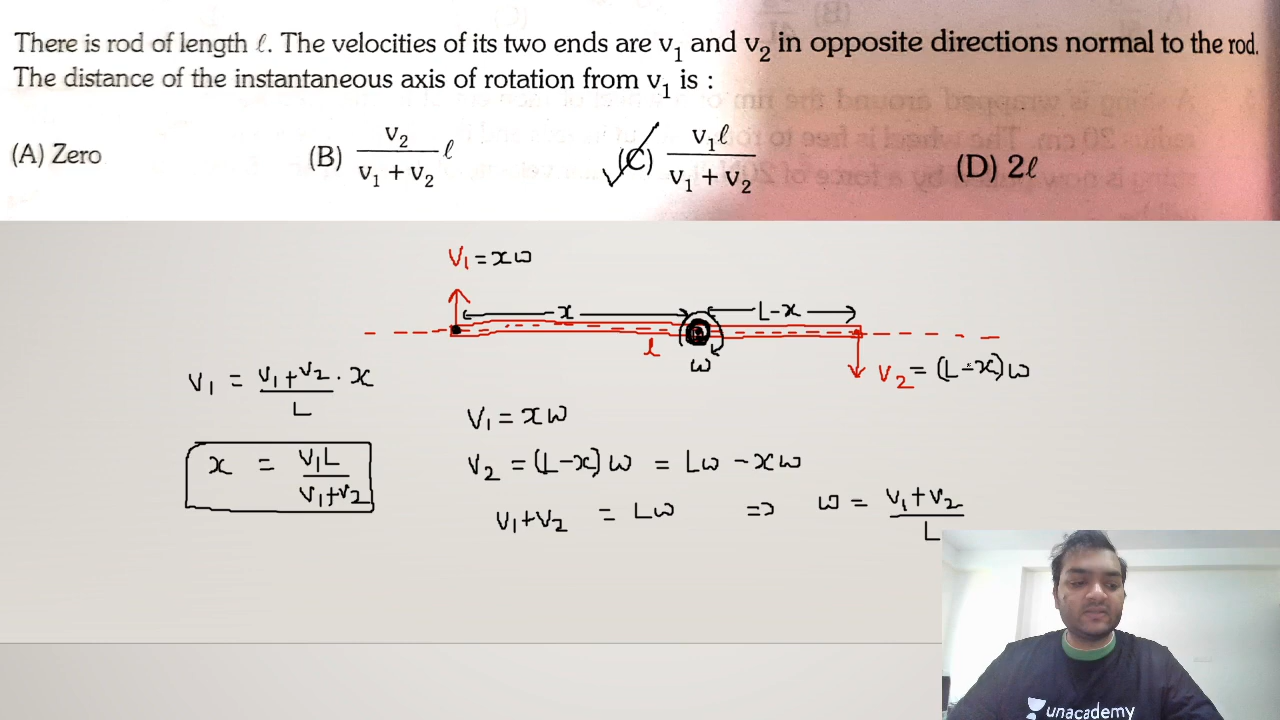 There is rod of length ℓ. The velocities of its two ends are v₁ and v₂ in opposite directions normal to the rod.
The distance of the instantaneous axis of rotation from v₁ is :
(A) Zero (B) v₂/(v₁ + v₂) ℓ (C) v₁ℓ/(v₁ + v₂) (D) 2ℓ
V₁ = xω
x L-x
l
ω
V₂ = (L-x)ω
V₁ = (V₁+V₂)/L · x
x = V₁L/(V₁+V₂)
V₁ = xω
V₂ = (L-x)ω = Lω - xω
V₁+V₂ = Lω ⇒ ω = (V₁+V₂)/L
unacademy